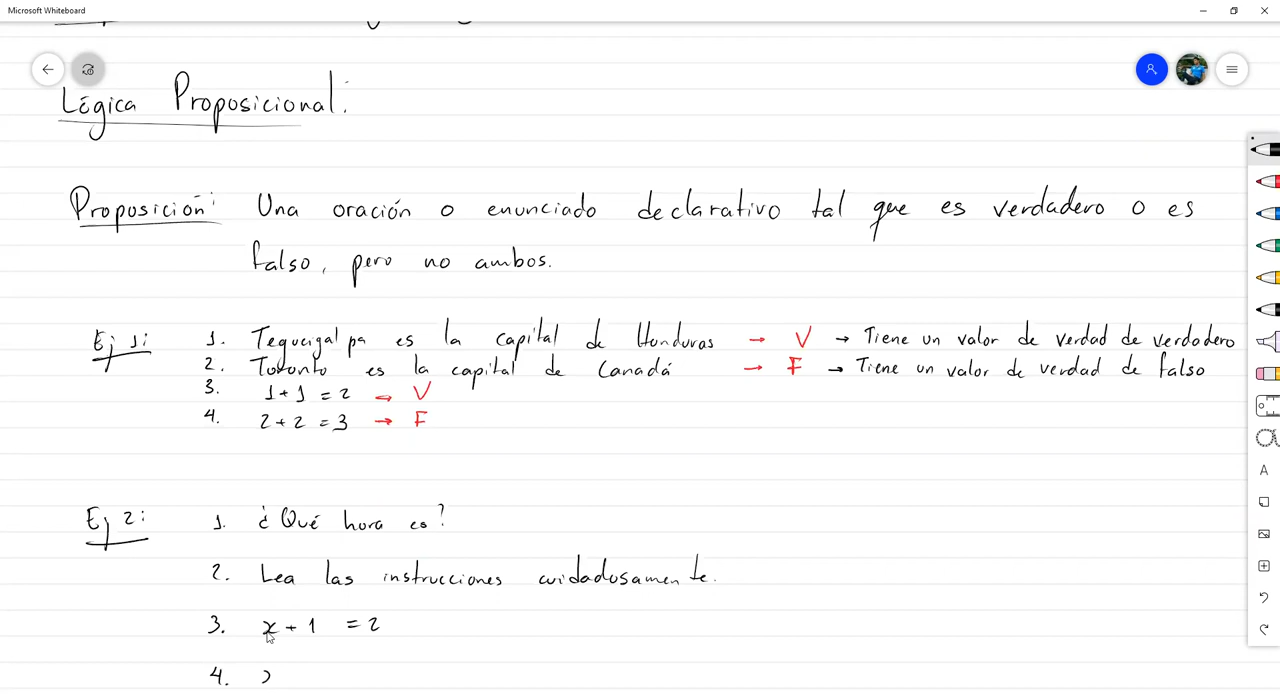 Microsoft Whiteboard
Lógica Proposicional:
Proposición: Una oración o enunciado declarativo tal que es verdadero o es
falso, pero no ambos.
Ej 1: 1. Tegucigalpa es la capital de Honduras → V → Tiene un valor de verdad de verdadero
2. Toronto es la capital de Canadá → F → Tiene un valor de verdad de falso
3. 1 + 1 = 2 → V
4. 2 + 2 = 3 → F
Ej 2: 1. ¿Qué hora es?
2. Lea las instrucciones cuidadosamente.
3. x + 1 = 2
4.
A